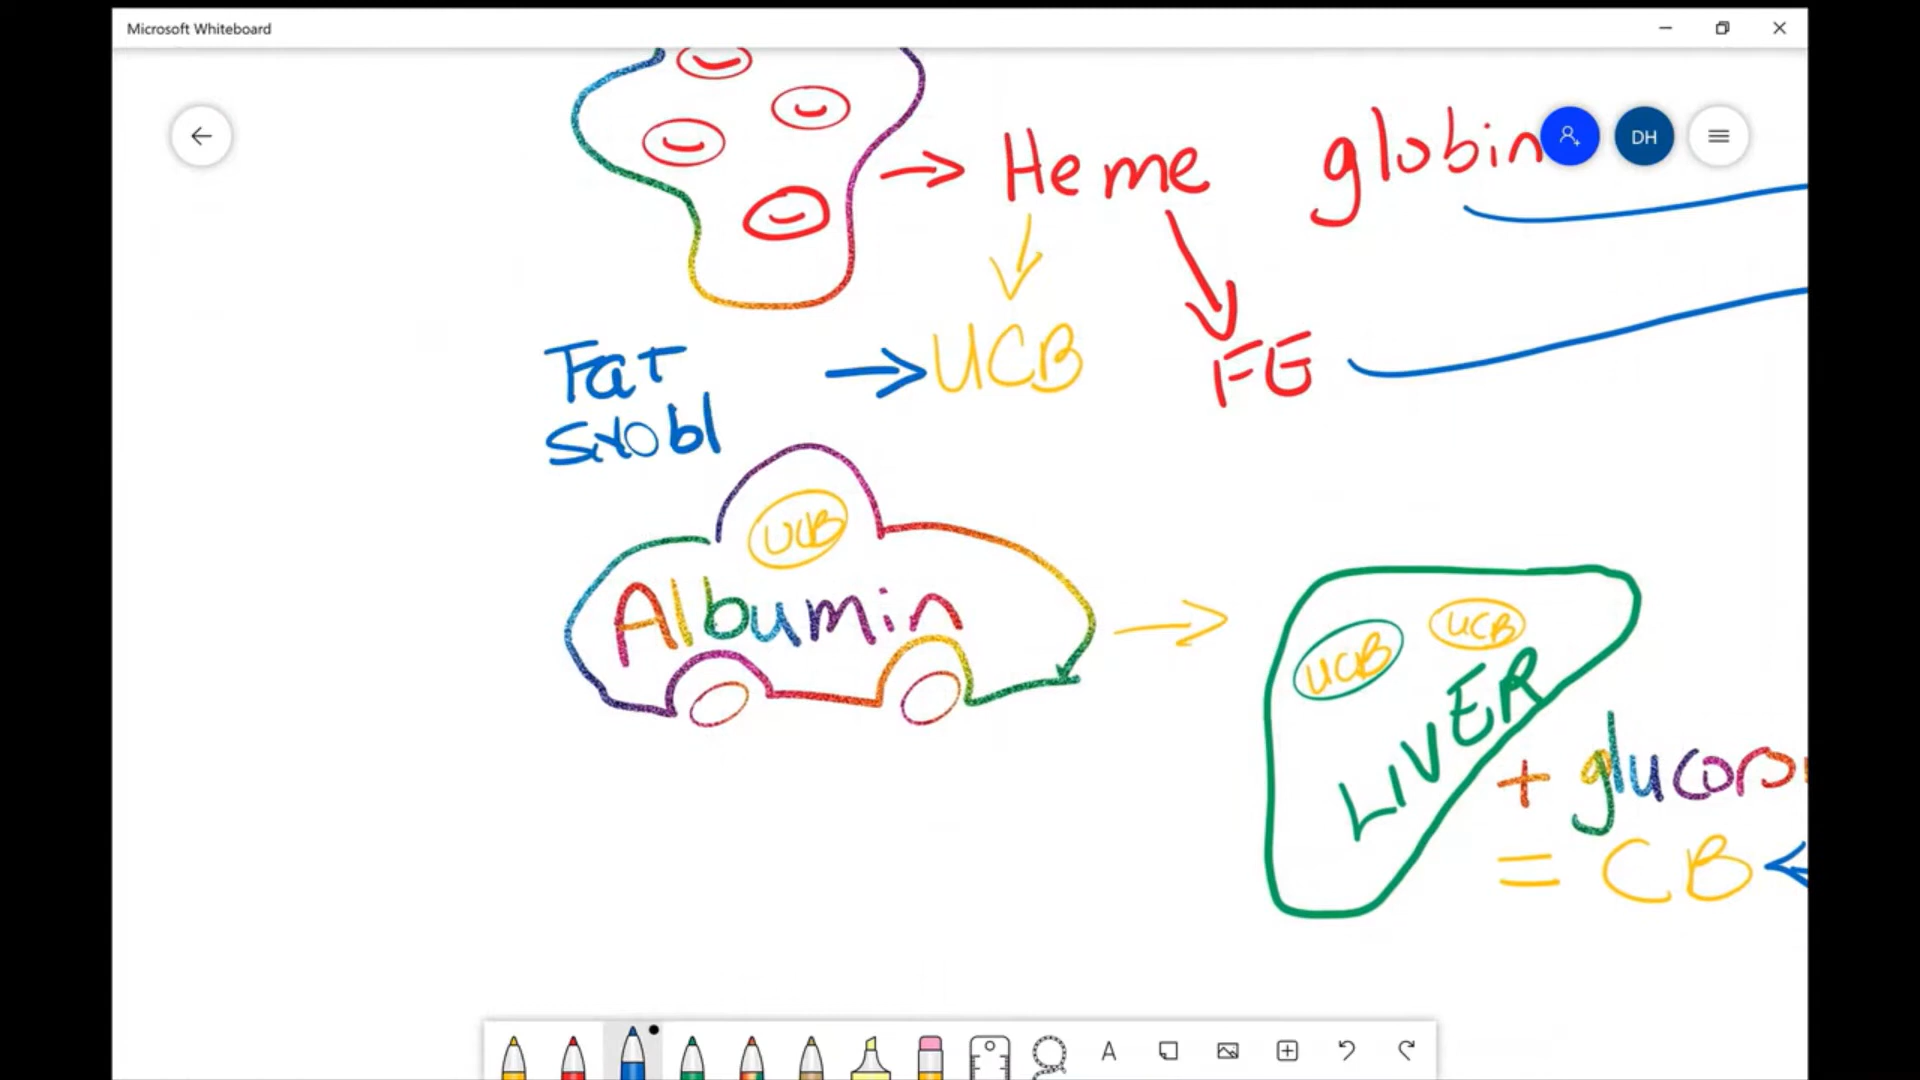 Microsoft Whiteboard
Heme globin
DH
UCB FE
Fat
UCB
Albumin
UCB UCB
LIVER
+
= CB
A